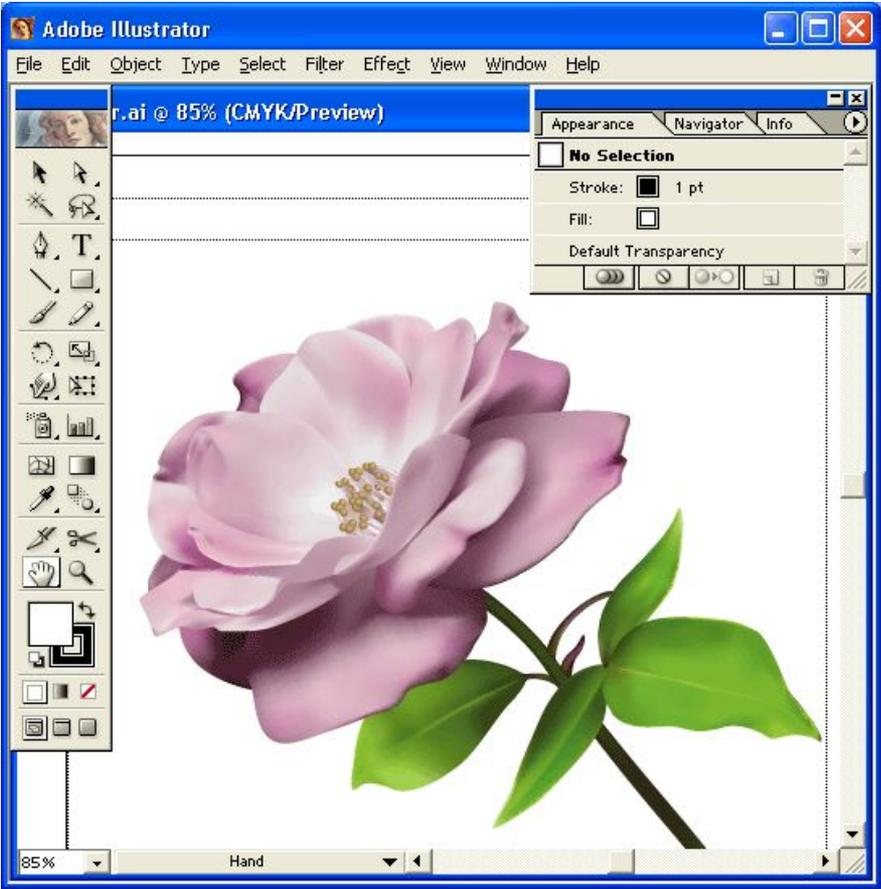 Adobe Illustrator
File Edit Object Type Select Filter Effect View Window Help
r.ai @ 85% (CMYK/Preview)
Appearance Navigator Info
No Selection
Stroke: 1 pt
Fill:
Default Transparency
T
85% Hand